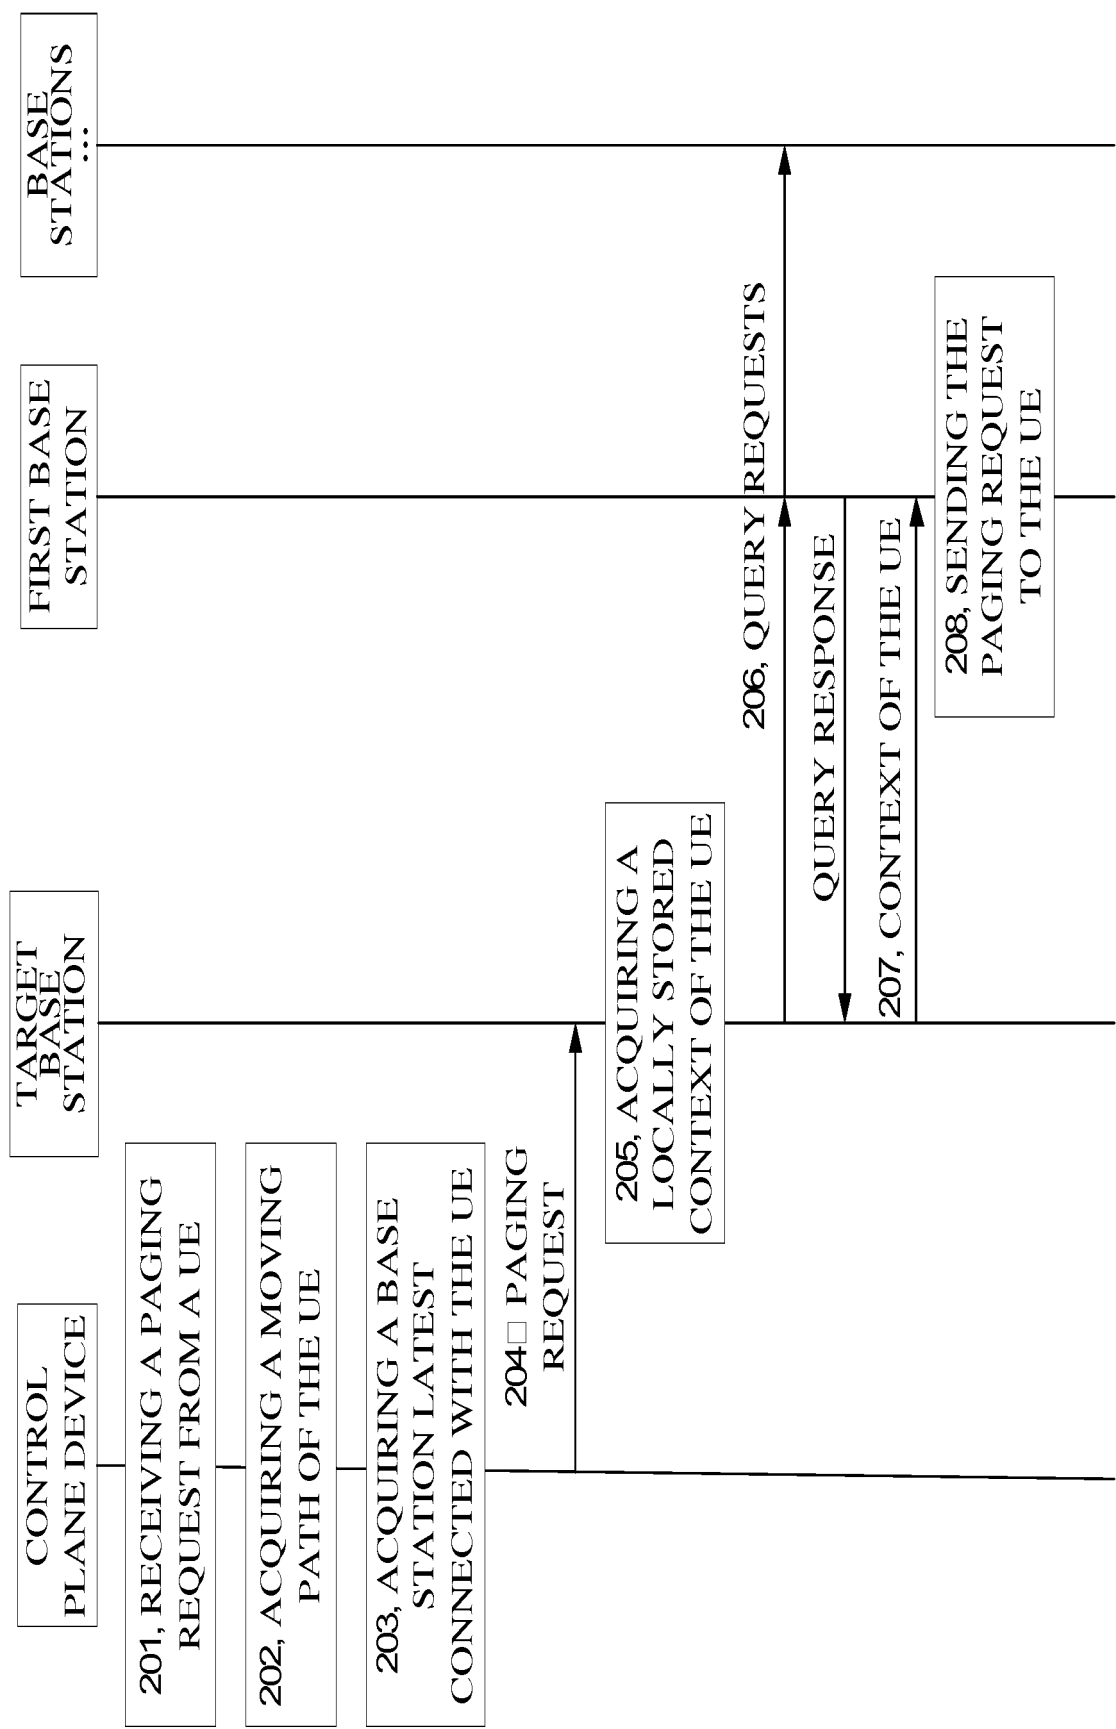 CONTROL
PLANE DEVICE
TARGET
BASE
STATION
FIRST BASE
STATION
BASE
STATIONS
...
201, RECEIVING A PAGING
REQUEST FROM A UE
202, ACQUIRING A MOVING
PATH OF THE UE
203, ACQUIRING A BASE
STATION LATEST
CONNECTED WITH THE UE
204□ PAGING
REQUEST
205, ACQUIRING A
LOCALLY STORED
CONTEXT OF THE UE
206, QUERY REQUESTS
QUERY RESPONSE
207, CONTEXT OF THE UE
208, SENDING THE
PAGING REQUEST
TO THE UE